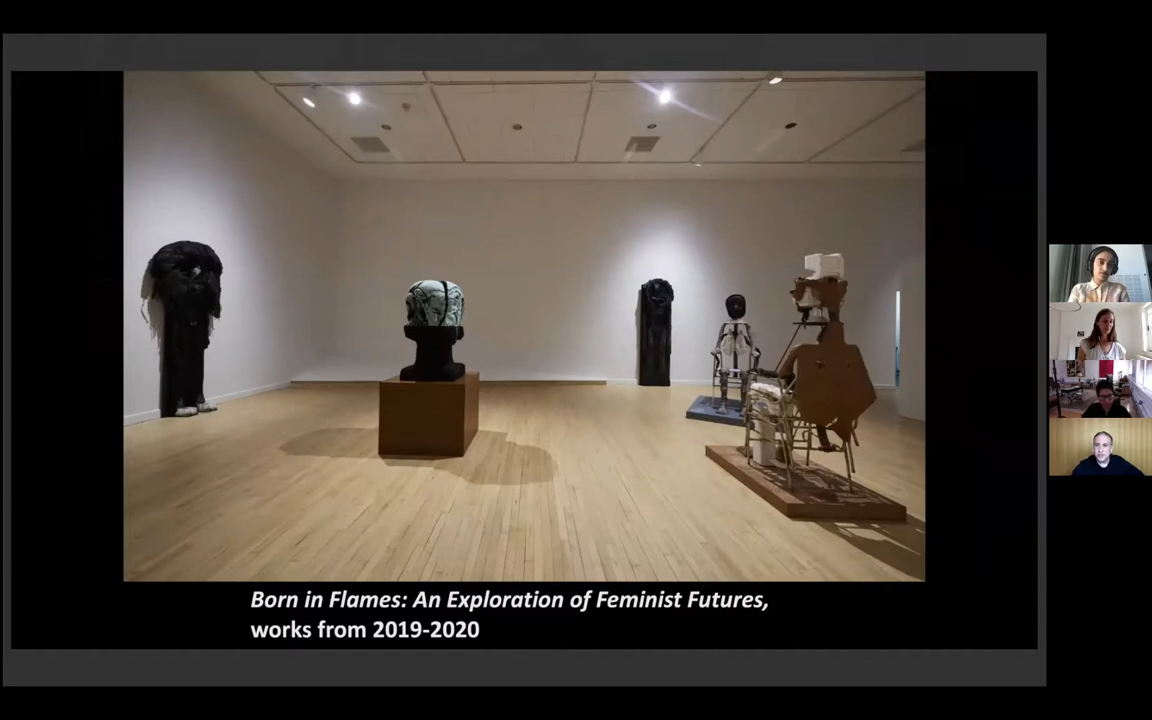 Born in Flames: An Exploration of Feminist Futures,
works from 2019-2020